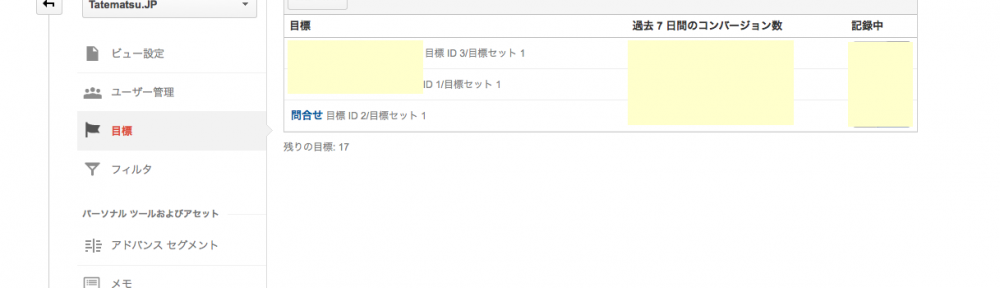 Tatematsu.JP
ビュー設定
ユーザー管理
目標
フィルタ
パーソナル ツールおよびアセット
アドバンス セグメント
メモ
目標 過去 7 日間のコンバージョン数 記録中
目標 ID 3/目標セット 1
ID 1/目標セット 1
問合せ 目標 ID 2/目標セット 1
残りの目標: 17